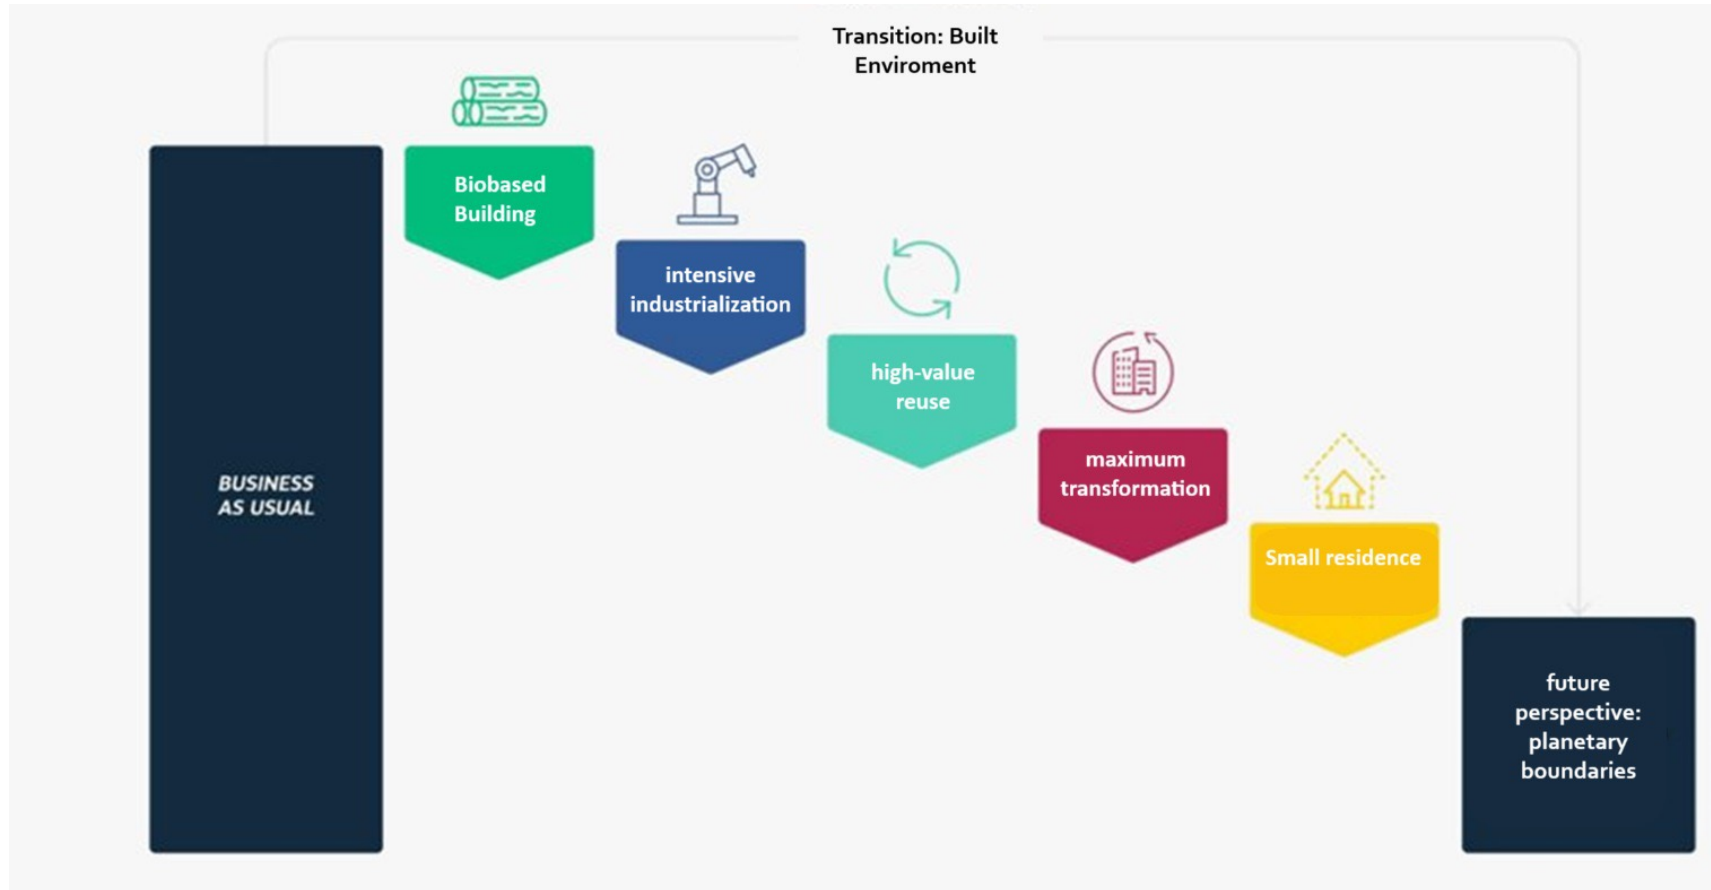 Transition: Built
Enviroment
Biobased
Building
intensive
industrialization
high-value
reuse
maximum
transformation
Small residence
BUSINESS
AS USUAL
future
perspective:
planetary
boundaries